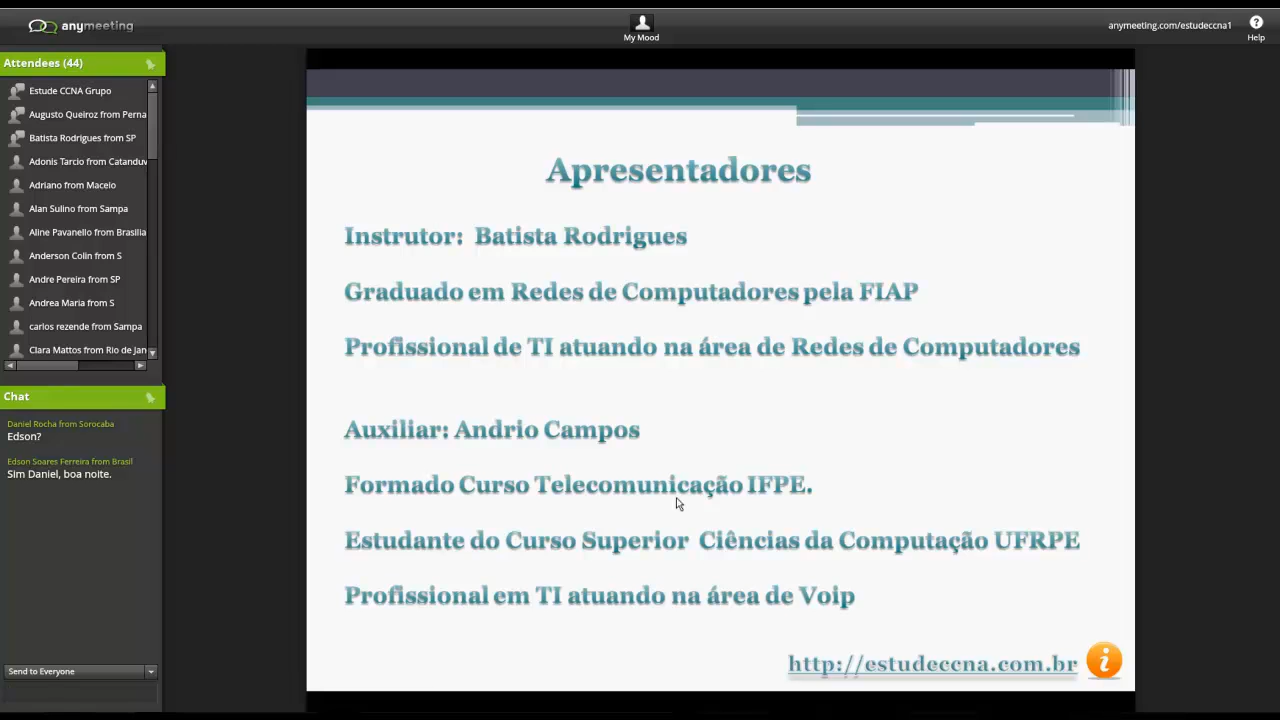 anymeeting
My Mood
anymeeting.com/estudeccna1
Help
Attendees (44)
Estude CCNA Grupo
Augusto Queiroz from Perna
Batista Rodrigues from SP
Adonis Tarcio from Catanduv
Adriano from Maceio
Alan Sulino from Sampa
Aline Pavanello from Brasilia
Anderson Colin from S
Andre Pereira from SP
Andrea Maria from S
carlos rezende from Sampa
Clara Mattos from Rio de Jan
Chat
Daniel Rocha from Sorocaba
Edson?
Edson Soares Ferreira from Brasil
Sim Daniel, boa noite.
Send to Everyone
Apresentadores
Instrutor: Batista Rodrigues
Graduado em Redes de Computadores pela FIAP
Profissional de TI atuando na área de Redes de Computadores
Auxiliar: Andrio Campos
Formado Curso Telecomunicação IFPE.
Estudante do Curso Superior Ciências da Computação UFRPE
Profissional em TI atuando na área de Voip
http://estudeccna.com.br